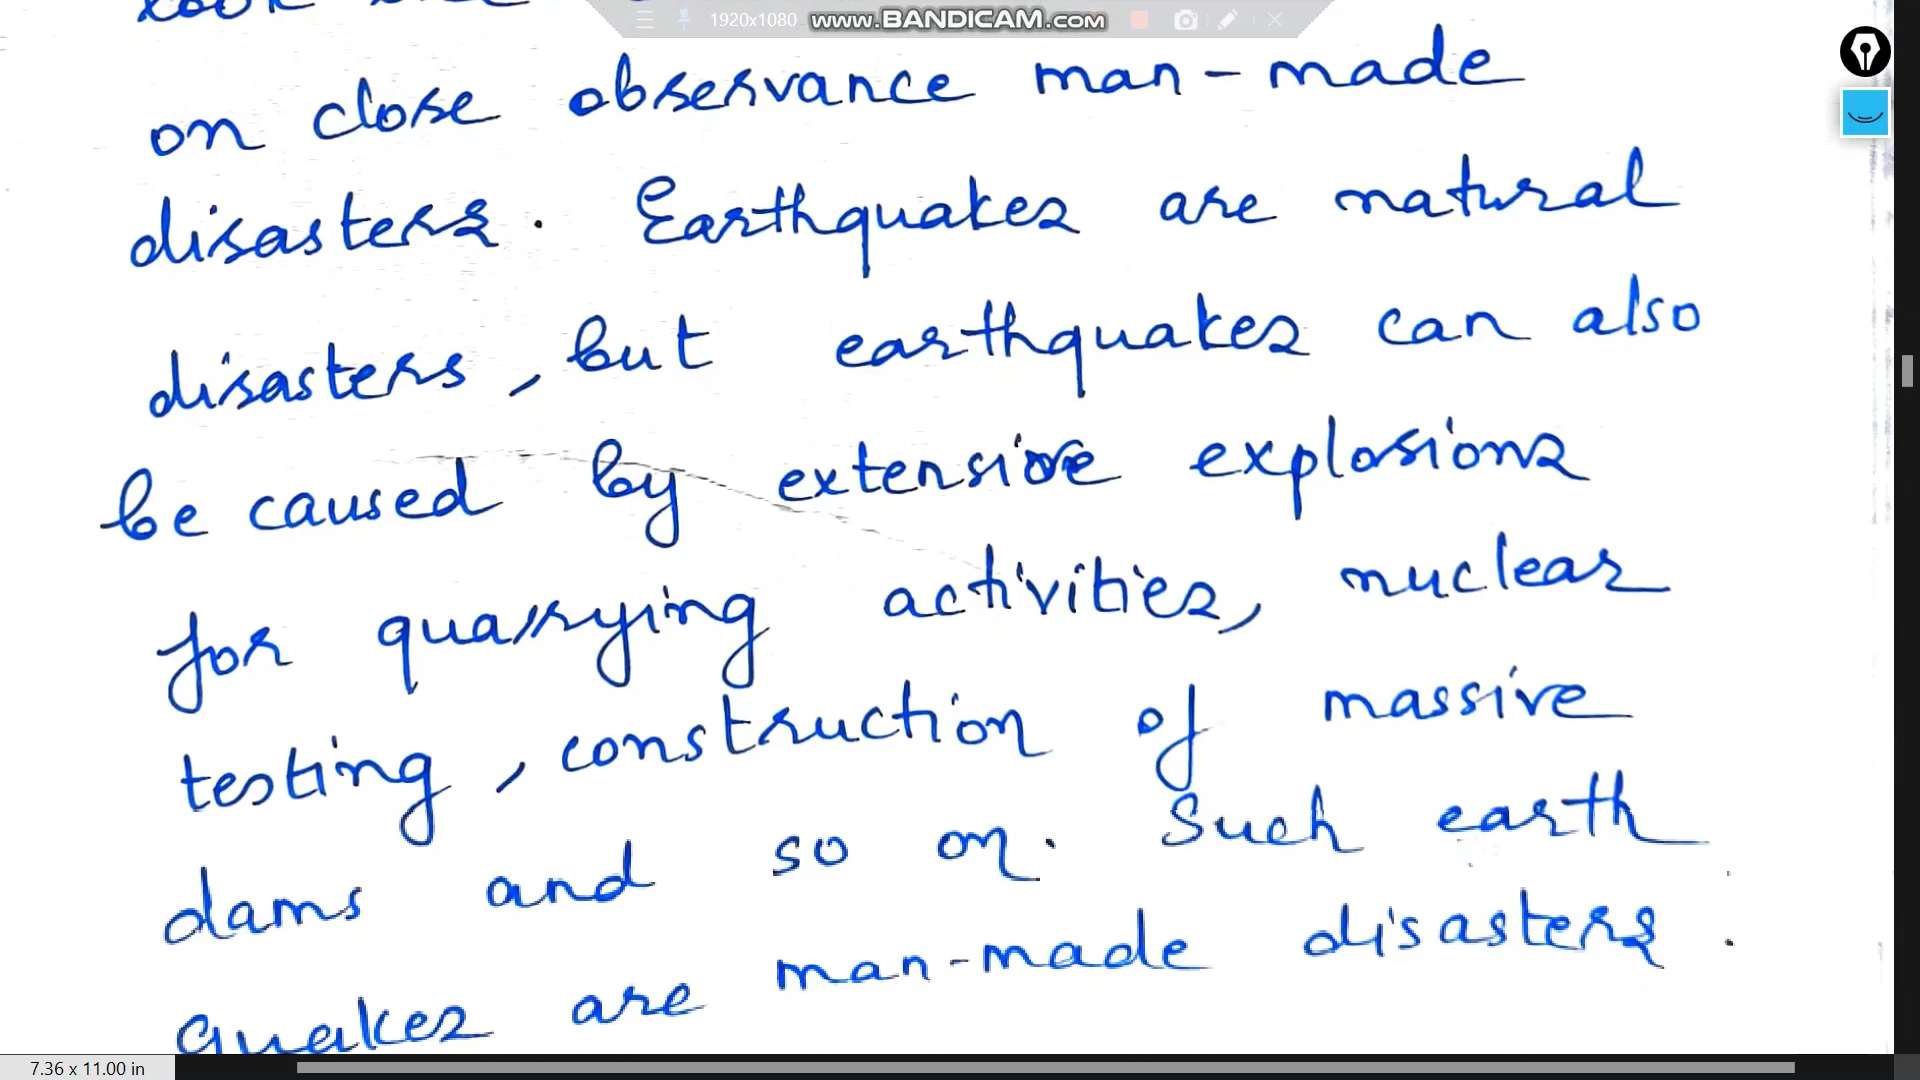 1920x1080 www.BANDICAM.com
on close observance man-made
disasters. Earthquakes are natural
disasters, but earthquakes can also
be caused by extensive explosions
for quarrying activities, nuclear
testing, construction of massive
dams and so on. Such earth
quakes are man-made disasters.
7.36 x 11.00 in